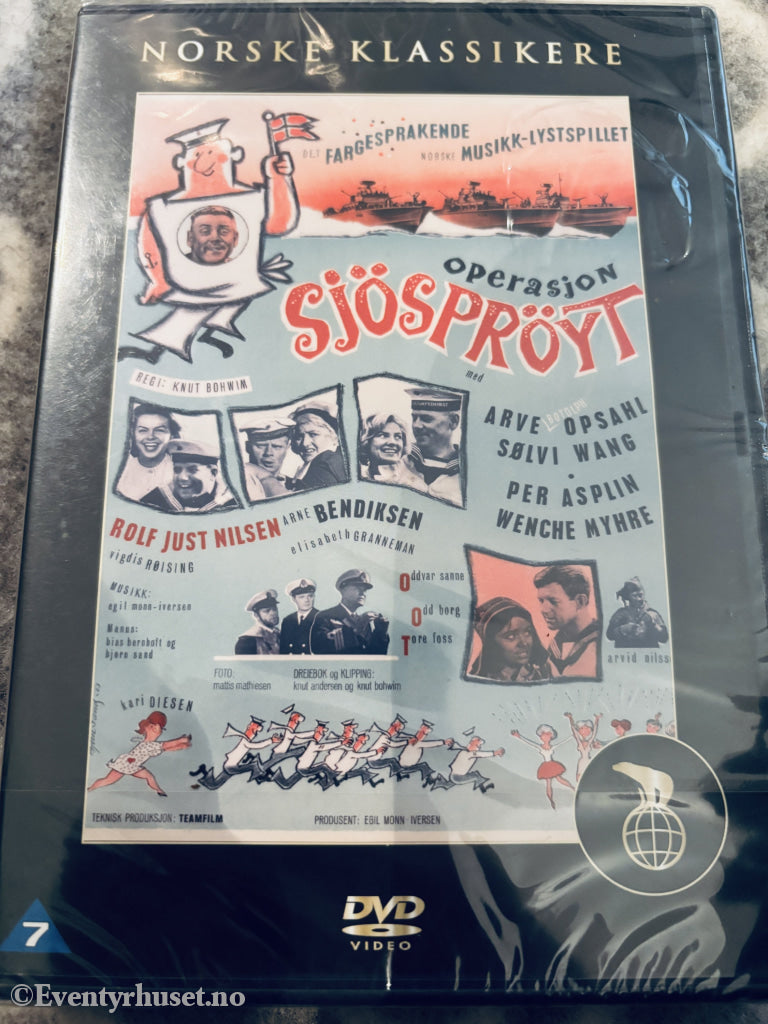 NORSKE KLASSIKERE
DET FARGESPRAKENDE NORSKE MUSIKK-LYSTSPILLET
operasjon
SJÖSPRÖYT
REGI: KNUT BOHWIM
med
ARVE OPSAHL
SØLVI WANG
PER ASPLIN
WENCHE MYHRE
ROLF JUST NILSEN
ARNE BENDIKSEN
vigdis RØISING
elisabeth GRANNEMAN
MUSIKK:
egil monn-iversen
Manus:
bias bernhoft og
bjørn sand
Oddvar sanne
Odd borg
Tore foss
arvid nilss
FOTO:
mattis mathiesen
DREIEBOK og KLIPPING:
knut andersen og knut bohwim
kari DIESEN
TEKNISK PRODUKSJON: TEAMFILM
PRODUSENT: EGIL MONN-IVERSEN
7
DVD
VIDEO
©Eventyrhuset.no